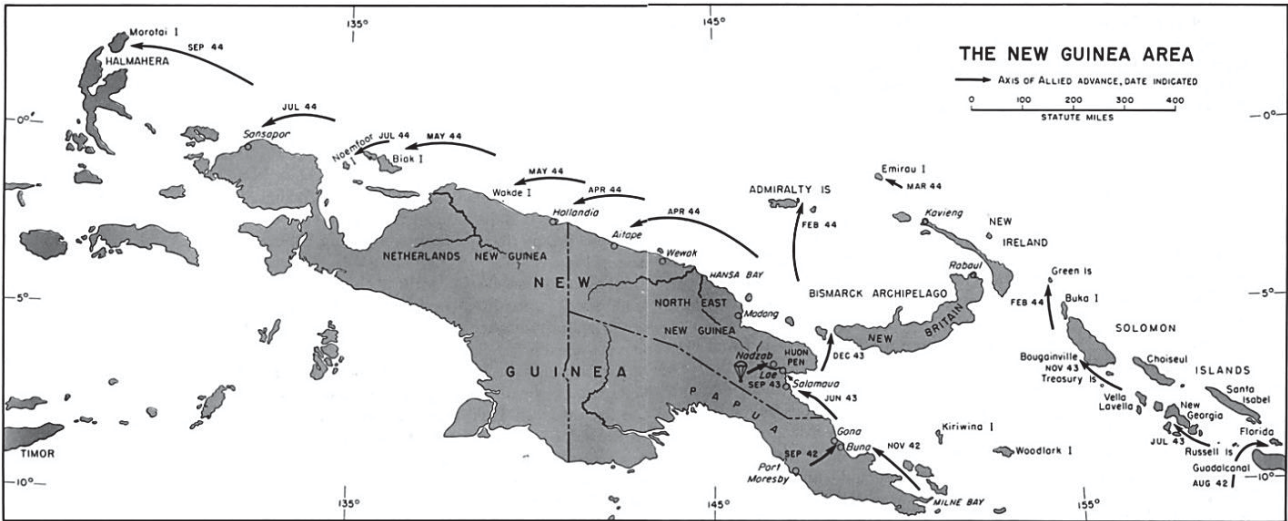 135°
145°
THE NEW GUINEA AREA
AXIS OF ALLIED ADVANCE, DATE INDICATED
0 100 200 300 400
STATUTE MILES
Morotai I
SEP 44
HALMAHERA
JUL 44
0°
0°
Sansapor
Noemfoor
I
JUL 44
MAY 44
Biak I
MAY 44
Wakde I
APR 44
Hollandia
APR 44
Aitape
Wewak
HANSA BAY
ADMIRALTY IS
FEB 44
Emirau I
MAR 44
Kavieng
NEW
IRELAND
Rabaul
Green Is
FEB 44
Buka I
NETHERLANDS NEW GUINEA
NEW
GUINEA
NORTH EAST
NEW GUINEA
Madang
BISMARCK ARCHIPELAGO
NEW BRITAIN
5°
5°
SOLOMON
ISLANDS
Nadzab
HUON
PEN
DEC 43
Lae
SEP 43
Salamaua
JUN 43
Bougainville
NOV 43
Treasury Is
Choiseul
Santa
Isabel
Vella
Lavella
New
Georgia
JUL 43
Florida
Russell Is
Guadalcanal
AUG 42
PAPUA
Gona
Buna
SEP 42
NOV 42
Kiriwina I
Woodlark I
Port
Moresby
MILNE BAY
TIMOR
10°
10°
135°
145°
155°